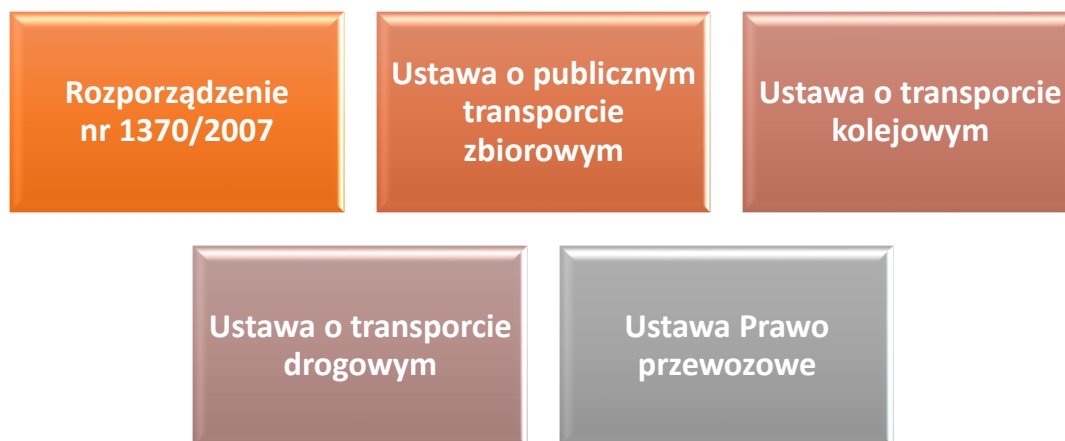 Rozporządzenie
nr 1370/2007
Ustawa o publicznym
transporcie
zbiorowym
Ustawa o transporcie
kolejowym
Ustawa o transporcie
drogowym
Ustawa Prawo
przewozowe